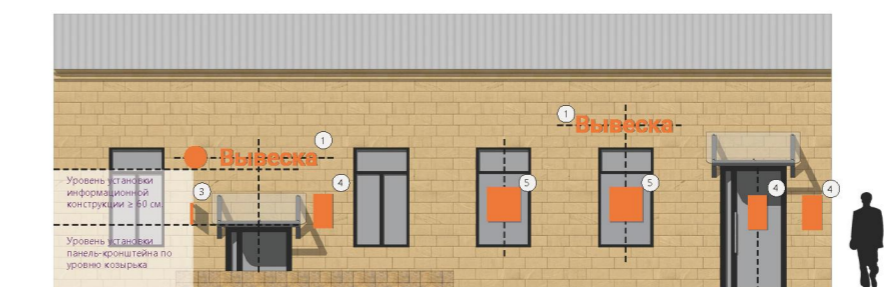 1
Вывеска
1
Вывеска
Уровень установки
информационной
конструкции ≥ 60 см.
3
4
5
5
4
4
Уровень установки
панель-кронштейна по
уровню козырька